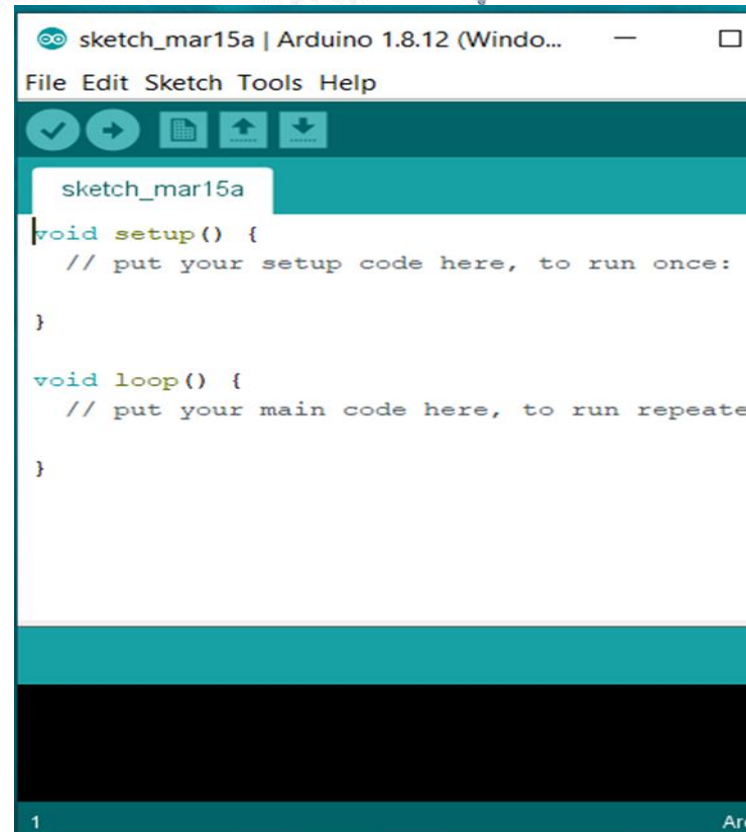 sketch_mar15a | Arduino 1.8.12 (Windo...
File Edit Sketch Tools Help
sketch_mar15a
void setup() {
  // put your setup code here, to run once:
}
void loop() {
  // put your main code here, to run repeate
}
1